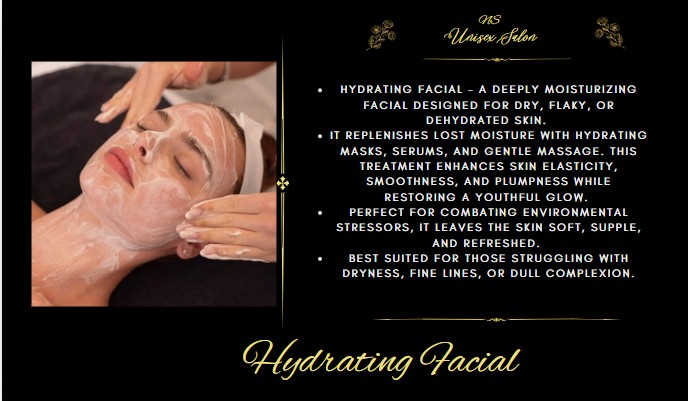 NS
Unisex Salon
• HYDRATING FACIAL – A DEEPLY MOISTURIZING
FACIAL DESIGNED FOR DRY, FLAKY, OR
DEHYDRATED SKIN.
• IT REPLENISHES LOST MOISTURE WITH HYDRATING
MASKS, SERUMS, AND GENTLE MASSAGE. THIS
TREATMENT ENHANCES SKIN ELASTICITY,
SMOOTHNESS, AND PLUMPNESS WHILE
RESTORING A YOUTHFUL GLOW.
• PERFECT FOR COMBATING ENVIRONMENTAL
STRESSORS, IT LEAVES THE SKIN SOFT, SUPPLE,
AND REFRESHED.
• BEST SUITED FOR THOSE STRUGGLING WITH
DRYNESS, FINE LINES, OR DULL COMPLEXION.
Hydrating Facial